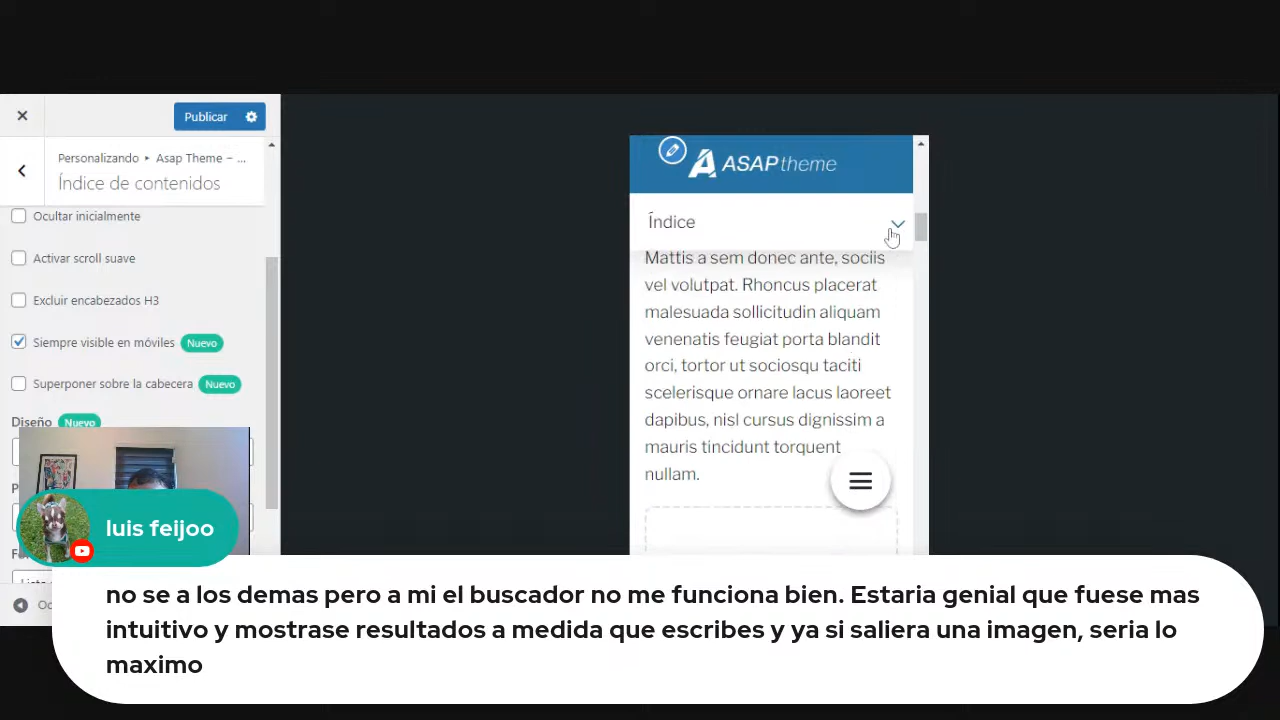 Publicar
Personalizando ▸ Asap Theme – ...
Índice de contenidos
Ocultar inicialmente
Activar scroll suave
Excluir encabezados H3
Siempre visible en móviles Nuevo
Superponer sobre la cabecera Nuevo
Diseño Nuevo
ASAP theme
Índice
Mattis a sem donec ante, sociis
vel volutpat. Rhoncus placerat
malesuada sollicitudin aliquam
venenatis feugiat porta blandit
orci, tortor ut sociosqu taciti
scelerisque ornare lacus laoreet
dapibus, nisl cursus dignissim a
mauris tincidunt torquent
nullam.
luis feijoo
no se a los demas pero a mi el buscador no me funciona bien. Estaria genial que fuese mas
intuitivo y mostrase resultados a medida que escribes y ya si saliera una imagen, seria lo
maximo